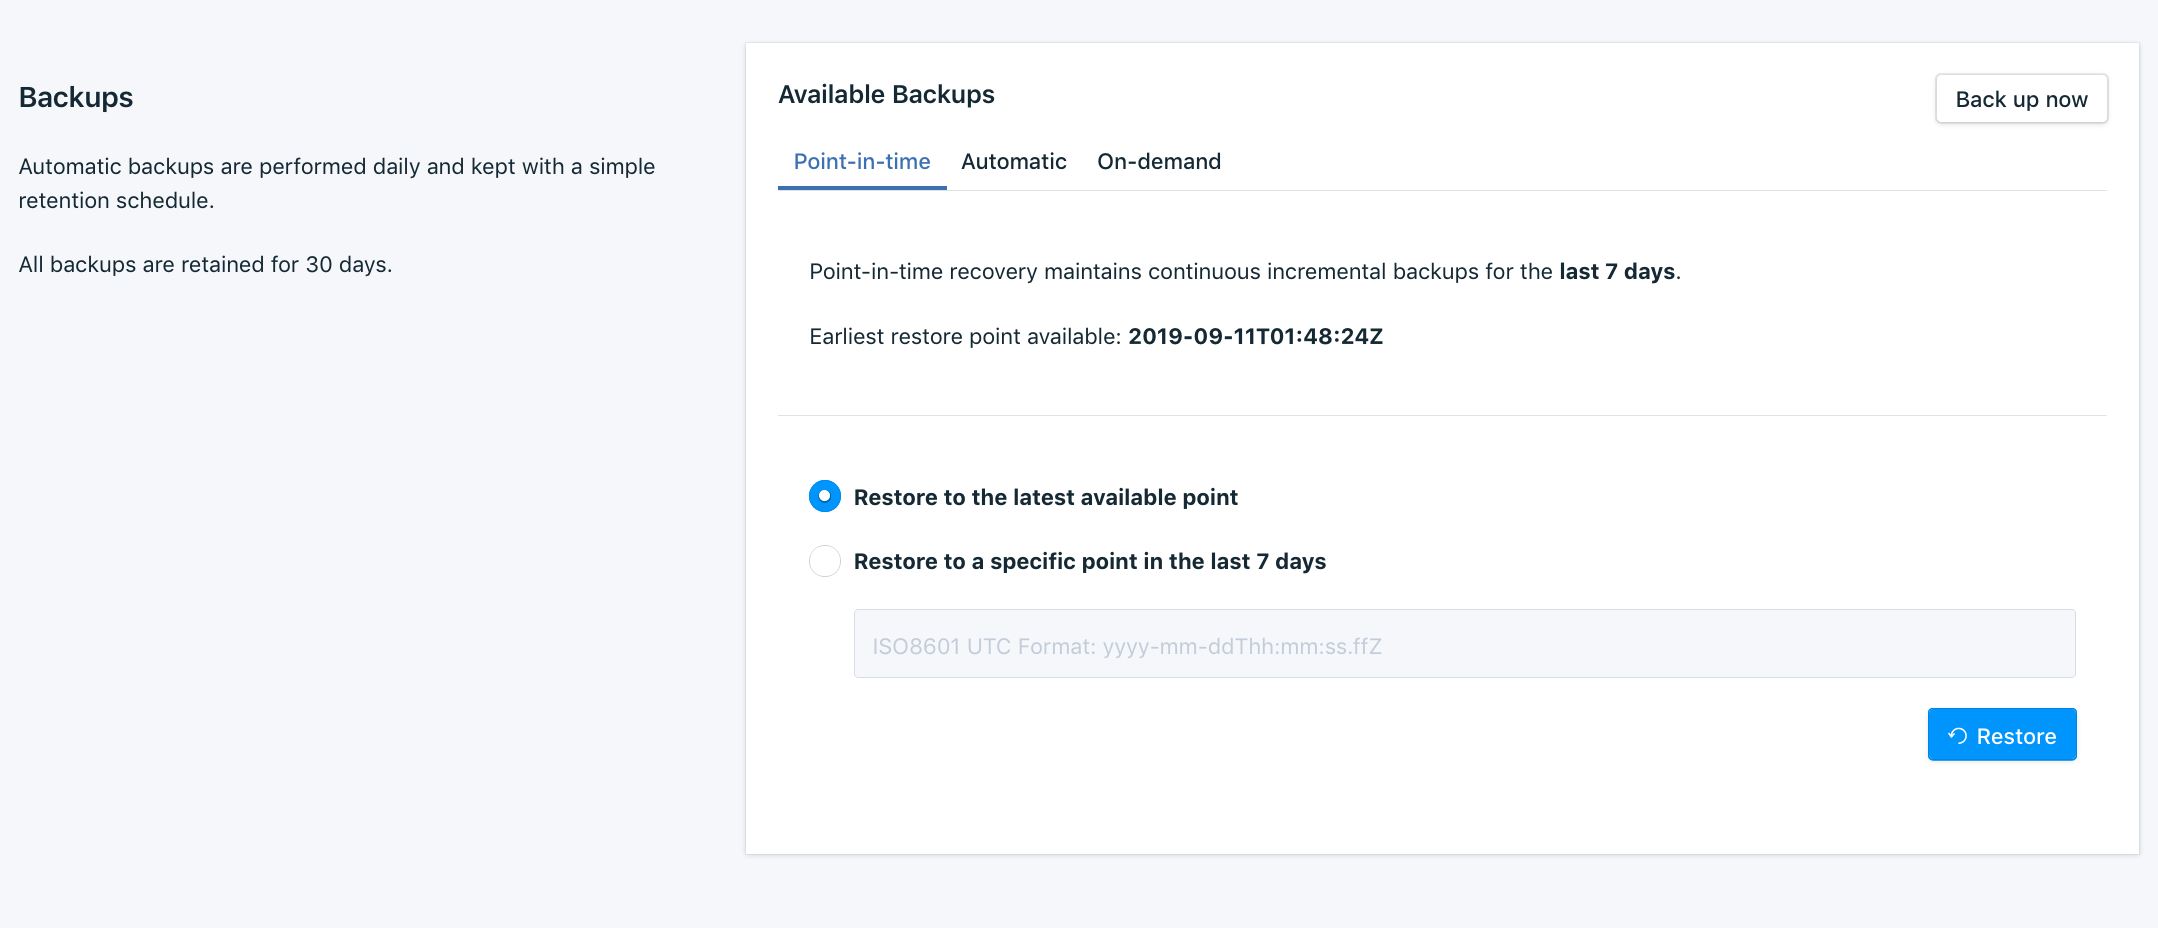 Backups
Automatic backups are performed daily and kept with a simple
retention schedule.
All backups are retained for 30 days.
Available Backups
Back up now
Point-in-time Automatic On-demand
Point-in-time recovery maintains continuous incremental backups for the last 7 days.
Earliest restore point available: 2019-09-11T01:48:24Z
Restore to the latest available point
Restore to a specific point in the last 7 days
ISO8601 UTC Format: yyyy-mm-ddThh:mm:ss.ffZ
Restore